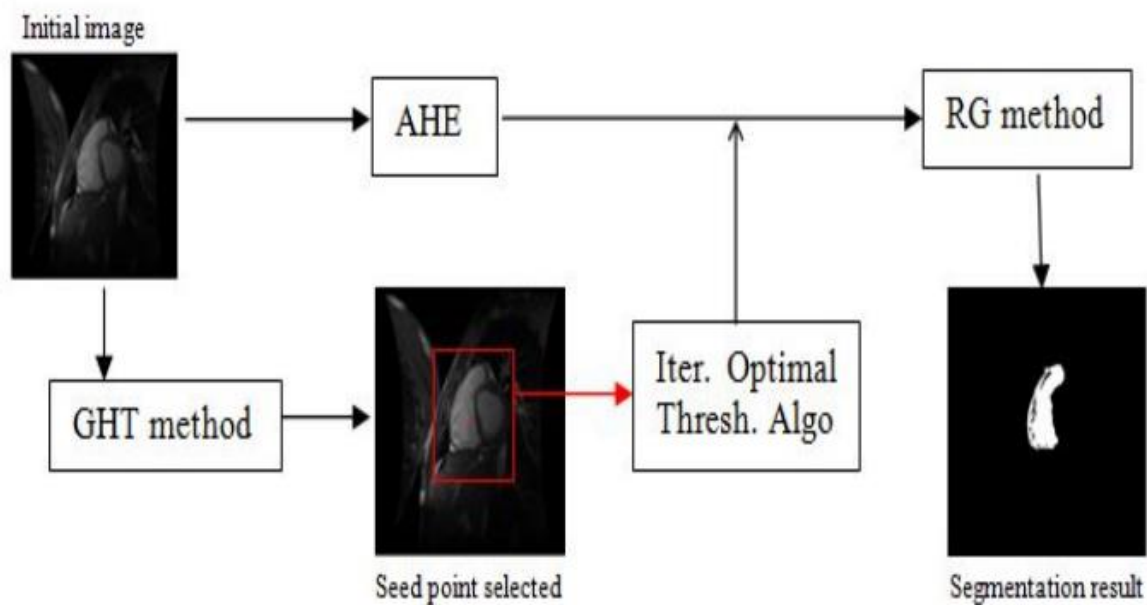 Initial image
AHE
RG method
GHT method
Iter. Optimal
Thresh. Algo
Seed point selected
Segmentation result